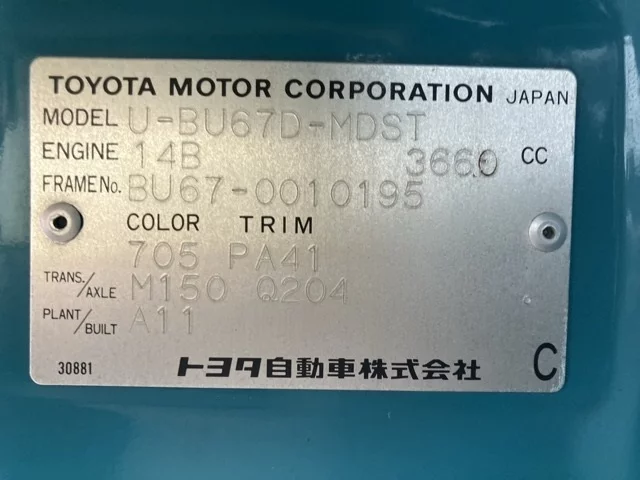 TOYOTA MOTOR CORPORATION JAPAN
MODEL U-BU67D-MDST
ENGINE 14B 3660 CC
FRAME No. BU67-0010195
COLOR TRIM
705 PA41
TRANS./AXLE M150 Q204
PLANT/BUILT A11
30881 トヨタ自動車株式会社 C